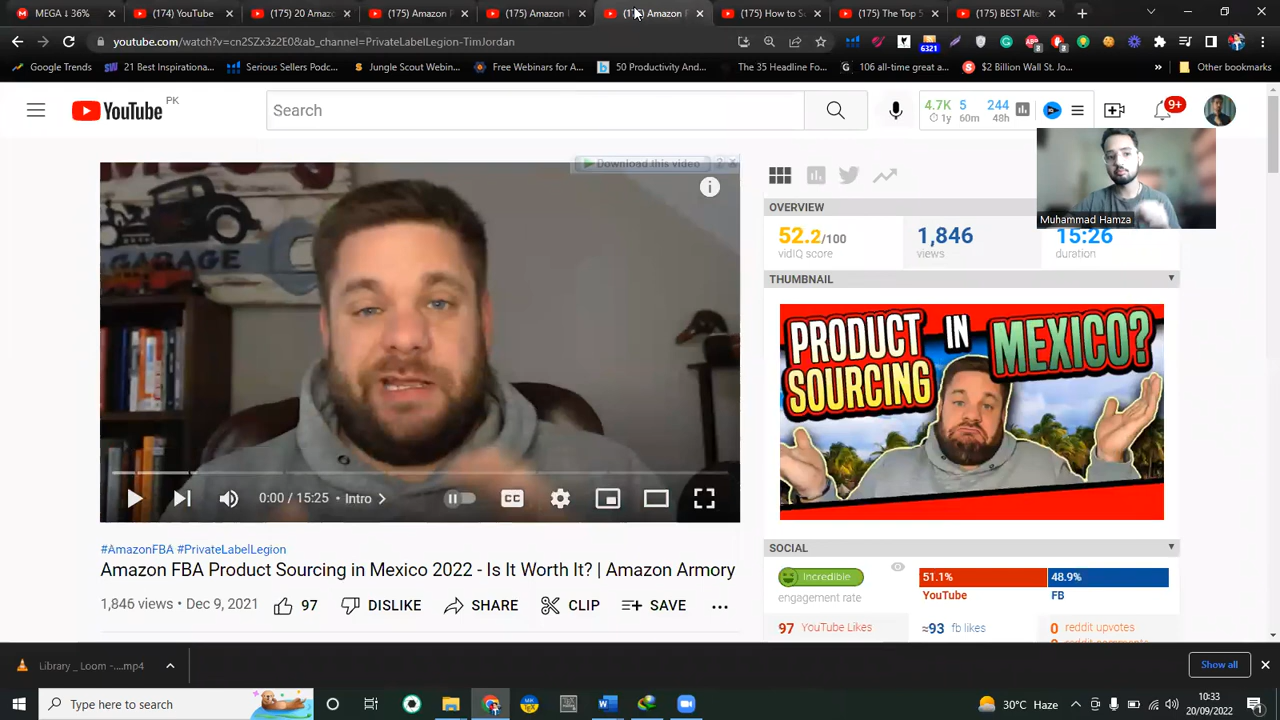 MEGA 36%
(174) YouTube
(175) 20 Amaz
(175) Amazon F
(175) Amazon
Amazon F
(175) How to S
(175) The Top 5
(175) BEST Alte
youtube.com/watch?v=cn2SZx3z2E0&ab_channel=PrivateLabelLegion-TimJordan
6321
Google Trends
21 Best Inspirationa...
Serious Sellers Podc...
Jungle Scout Webin...
Free Webinars for A...
50 Productivity And...
The 35 Holiday Fun...
106 all-time great a...
$2 Billion Wall St. Jo...
»
Other bookmarks
YouTube PK
Search
4.7K 5 244
1y 60m 48h
9+
Download this video ? X
GARAGE
0:00 / 15:25 • Intro
CC
Muhammad Hamza
OVERVIEW
52.2/100 1,846 15:26
vidIQ score views duration
THUMBNAIL
PRODUCT IN MEXICO?
SOURCING
SOCIAL
Incredible 51.1% 48.9%
engagement rate YouTube FB
97 YouTube Likes ≈93 fb likes 0 reddit upvotes
reddit comments
#AmazonFBA #PrivateLabelLegion
Amazon FBA Product Sourcing in Mexico 2022 - Is It Worth It? | Amazon Armory
1,846 views • Dec 9, 2021 97 DISLIKE SHARE CLIP SAVE ...
Library _ Loom -....mp4
Show all
Type here to search
30°C Haze
10:33
20/09/2022